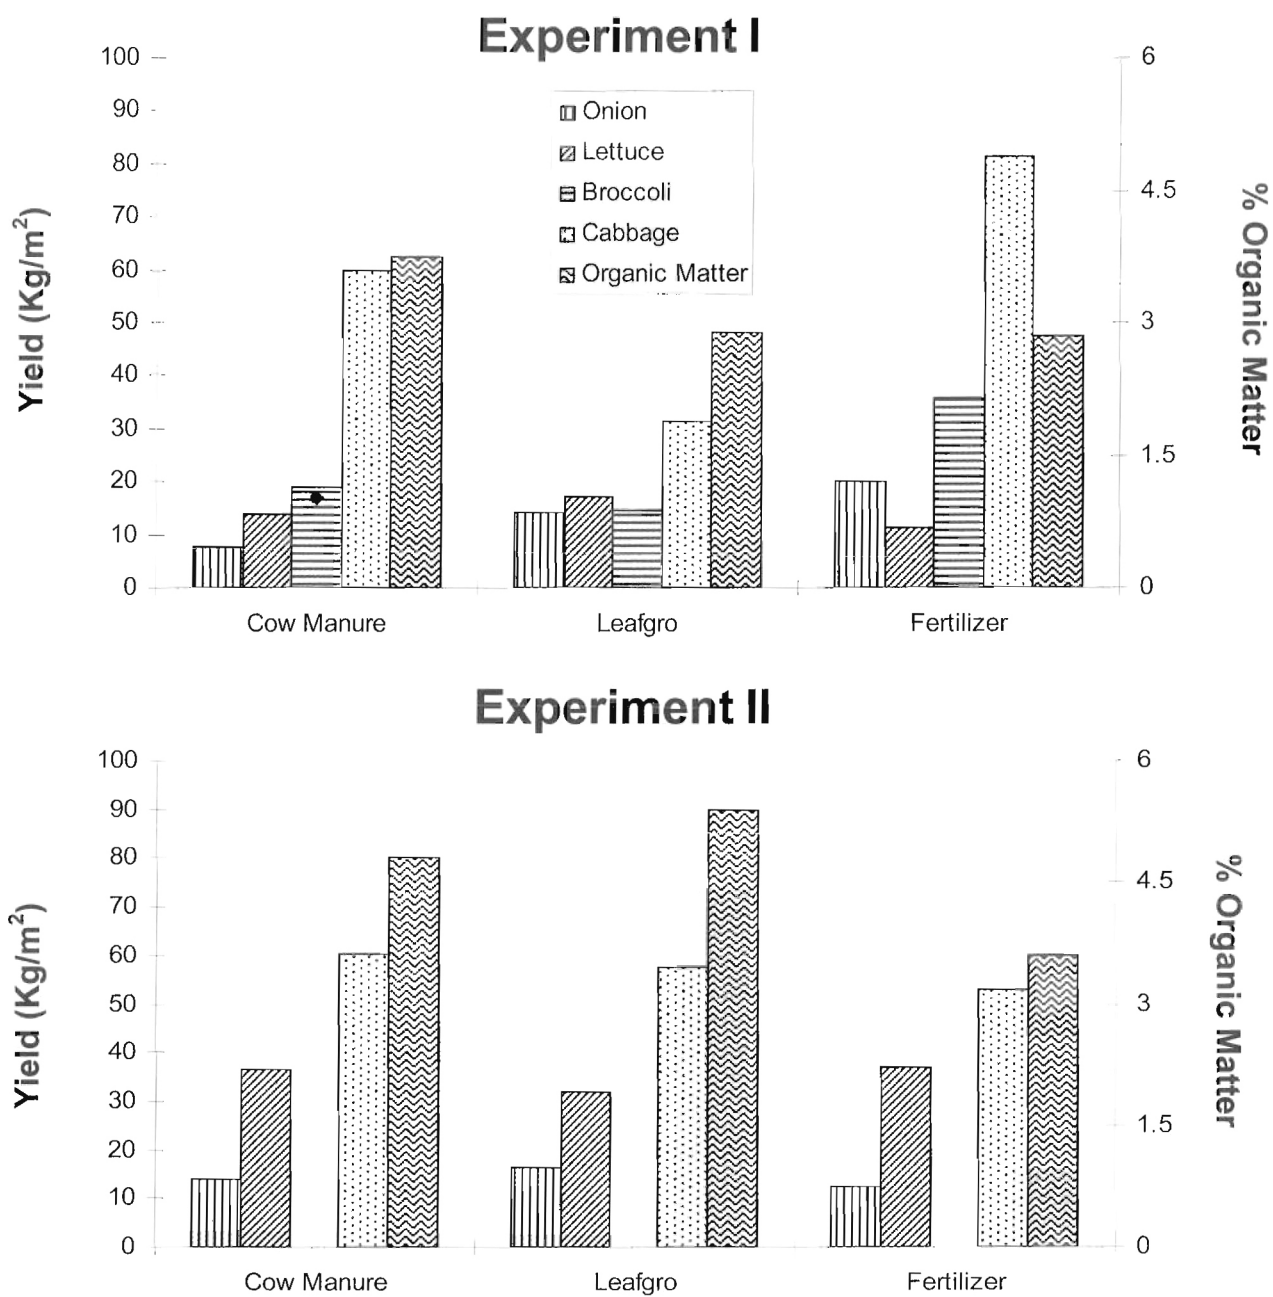 Experiment I
100
90
80
70
60
50
40
30
20
10
0
Yield (Kg/m²)
Onion
Lettuce
Broccoli
Cabbage
Organic Matter
6
4.5
3
1.5
0
% Organic Matter
Cow Manure Leafgro Fertilizer
Experiment II
100
90
80
70
60
50
40
30
20
10
0
Yield (Kg/m²)
6
4.5
3
1.5
0
% Organic Matter
Cow Manure Leafgro Fertilizer